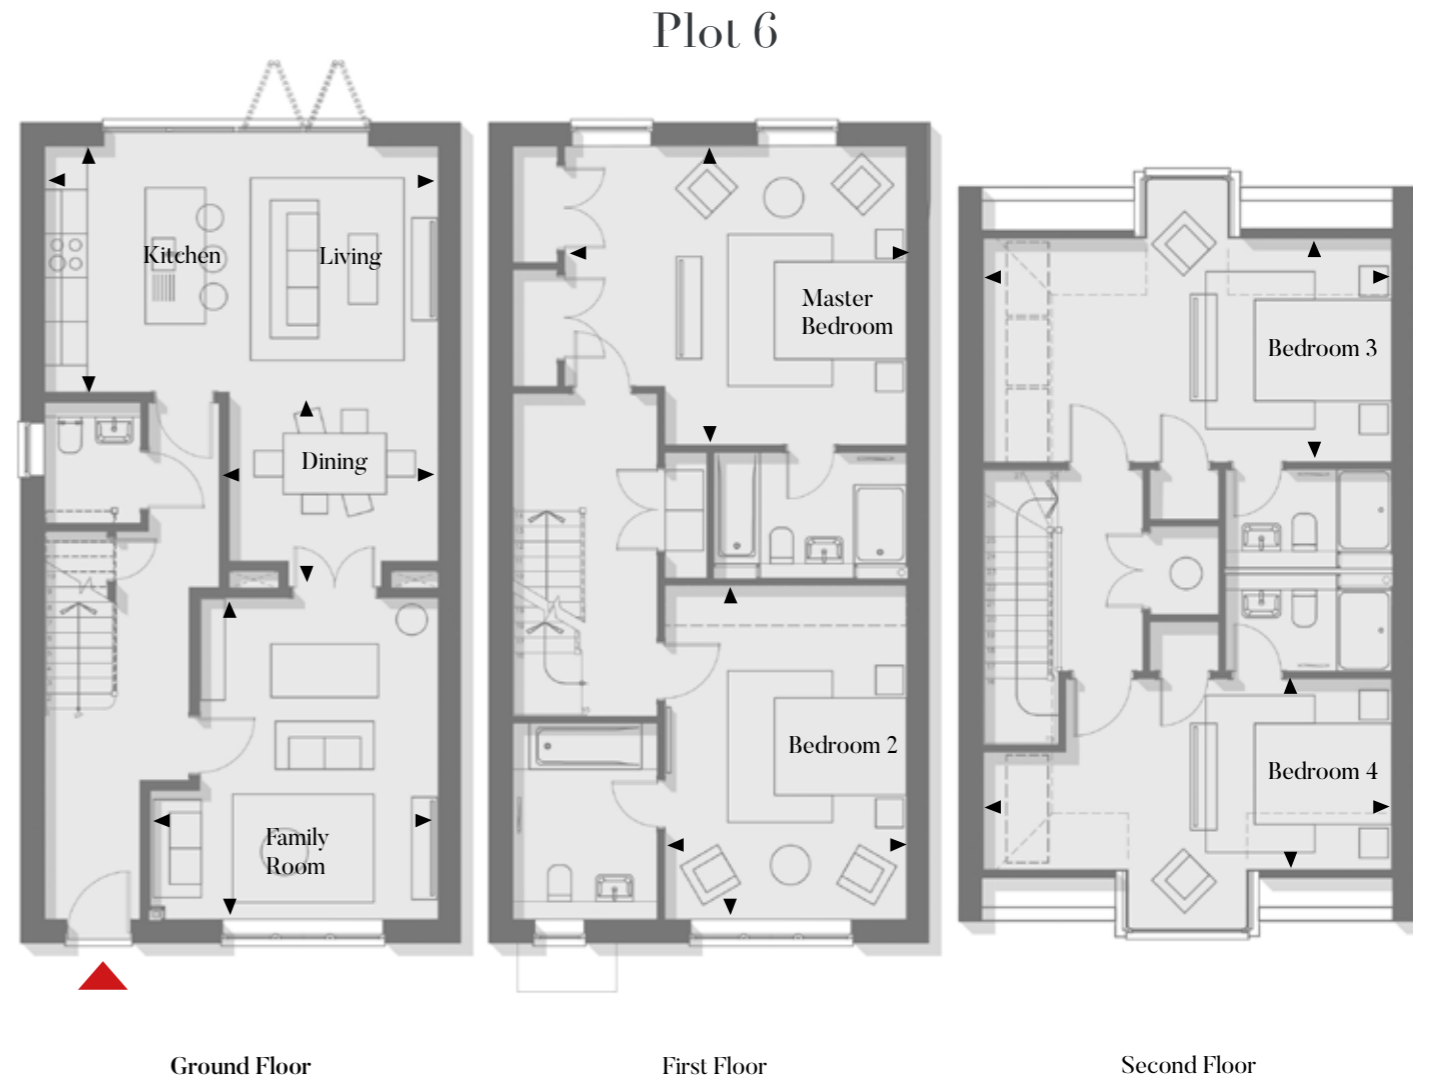 Plot 6
Kitchen
Living
Dining
Family
Room
Master
Bedroom
Bedroom 2
Bedroom 3
Bedroom 4
Ground Floor
First Floor
Second Floor